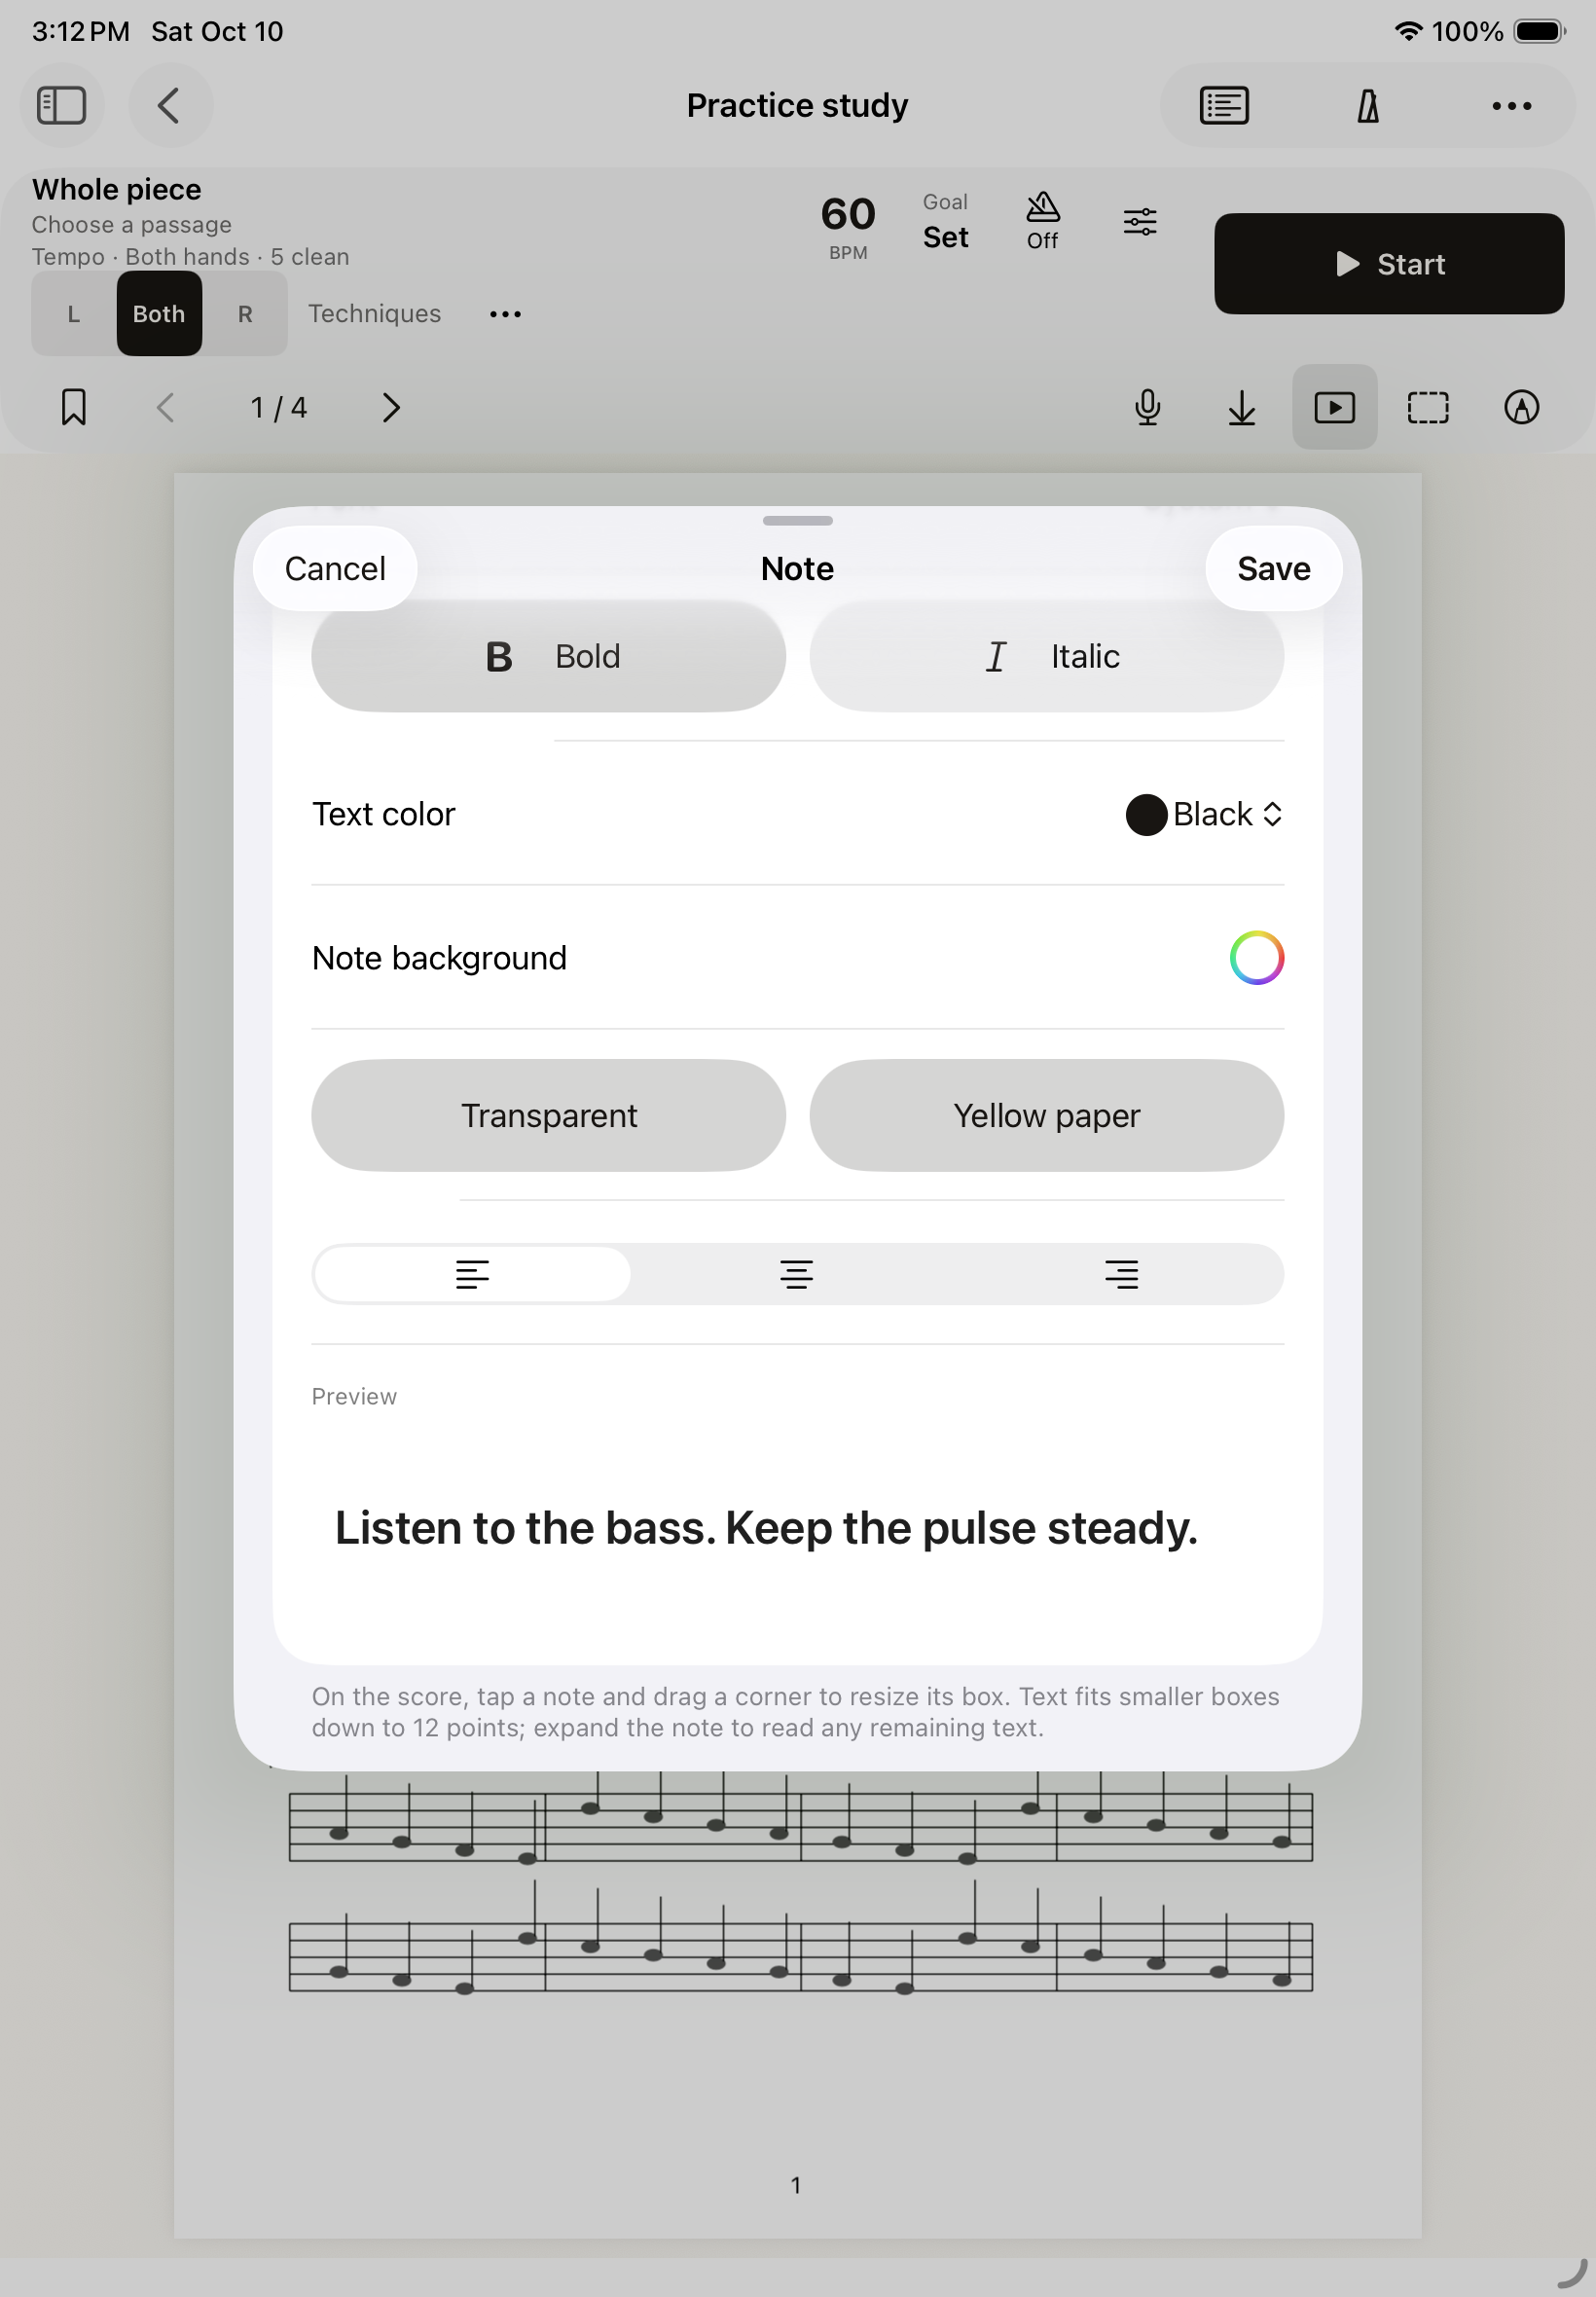 3:12 PM Sat Oct 10
100%
Practice study
Whole piece
Choose a passage
Tempo · Both hands · 5 clean
60
BPM
Goal
Set
Off
Start
L Both R Techniques
1 / 4
Cancel
Note
Save
B Bold
I Italic
Text color
Black
Note background
Transparent
Yellow paper
Preview
Listen to the bass. Keep the pulse steady.
On the score, tap a note and drag a corner to resize its box. Text fits smaller boxes
down to 12 points; expand the note to read any remaining text.
1